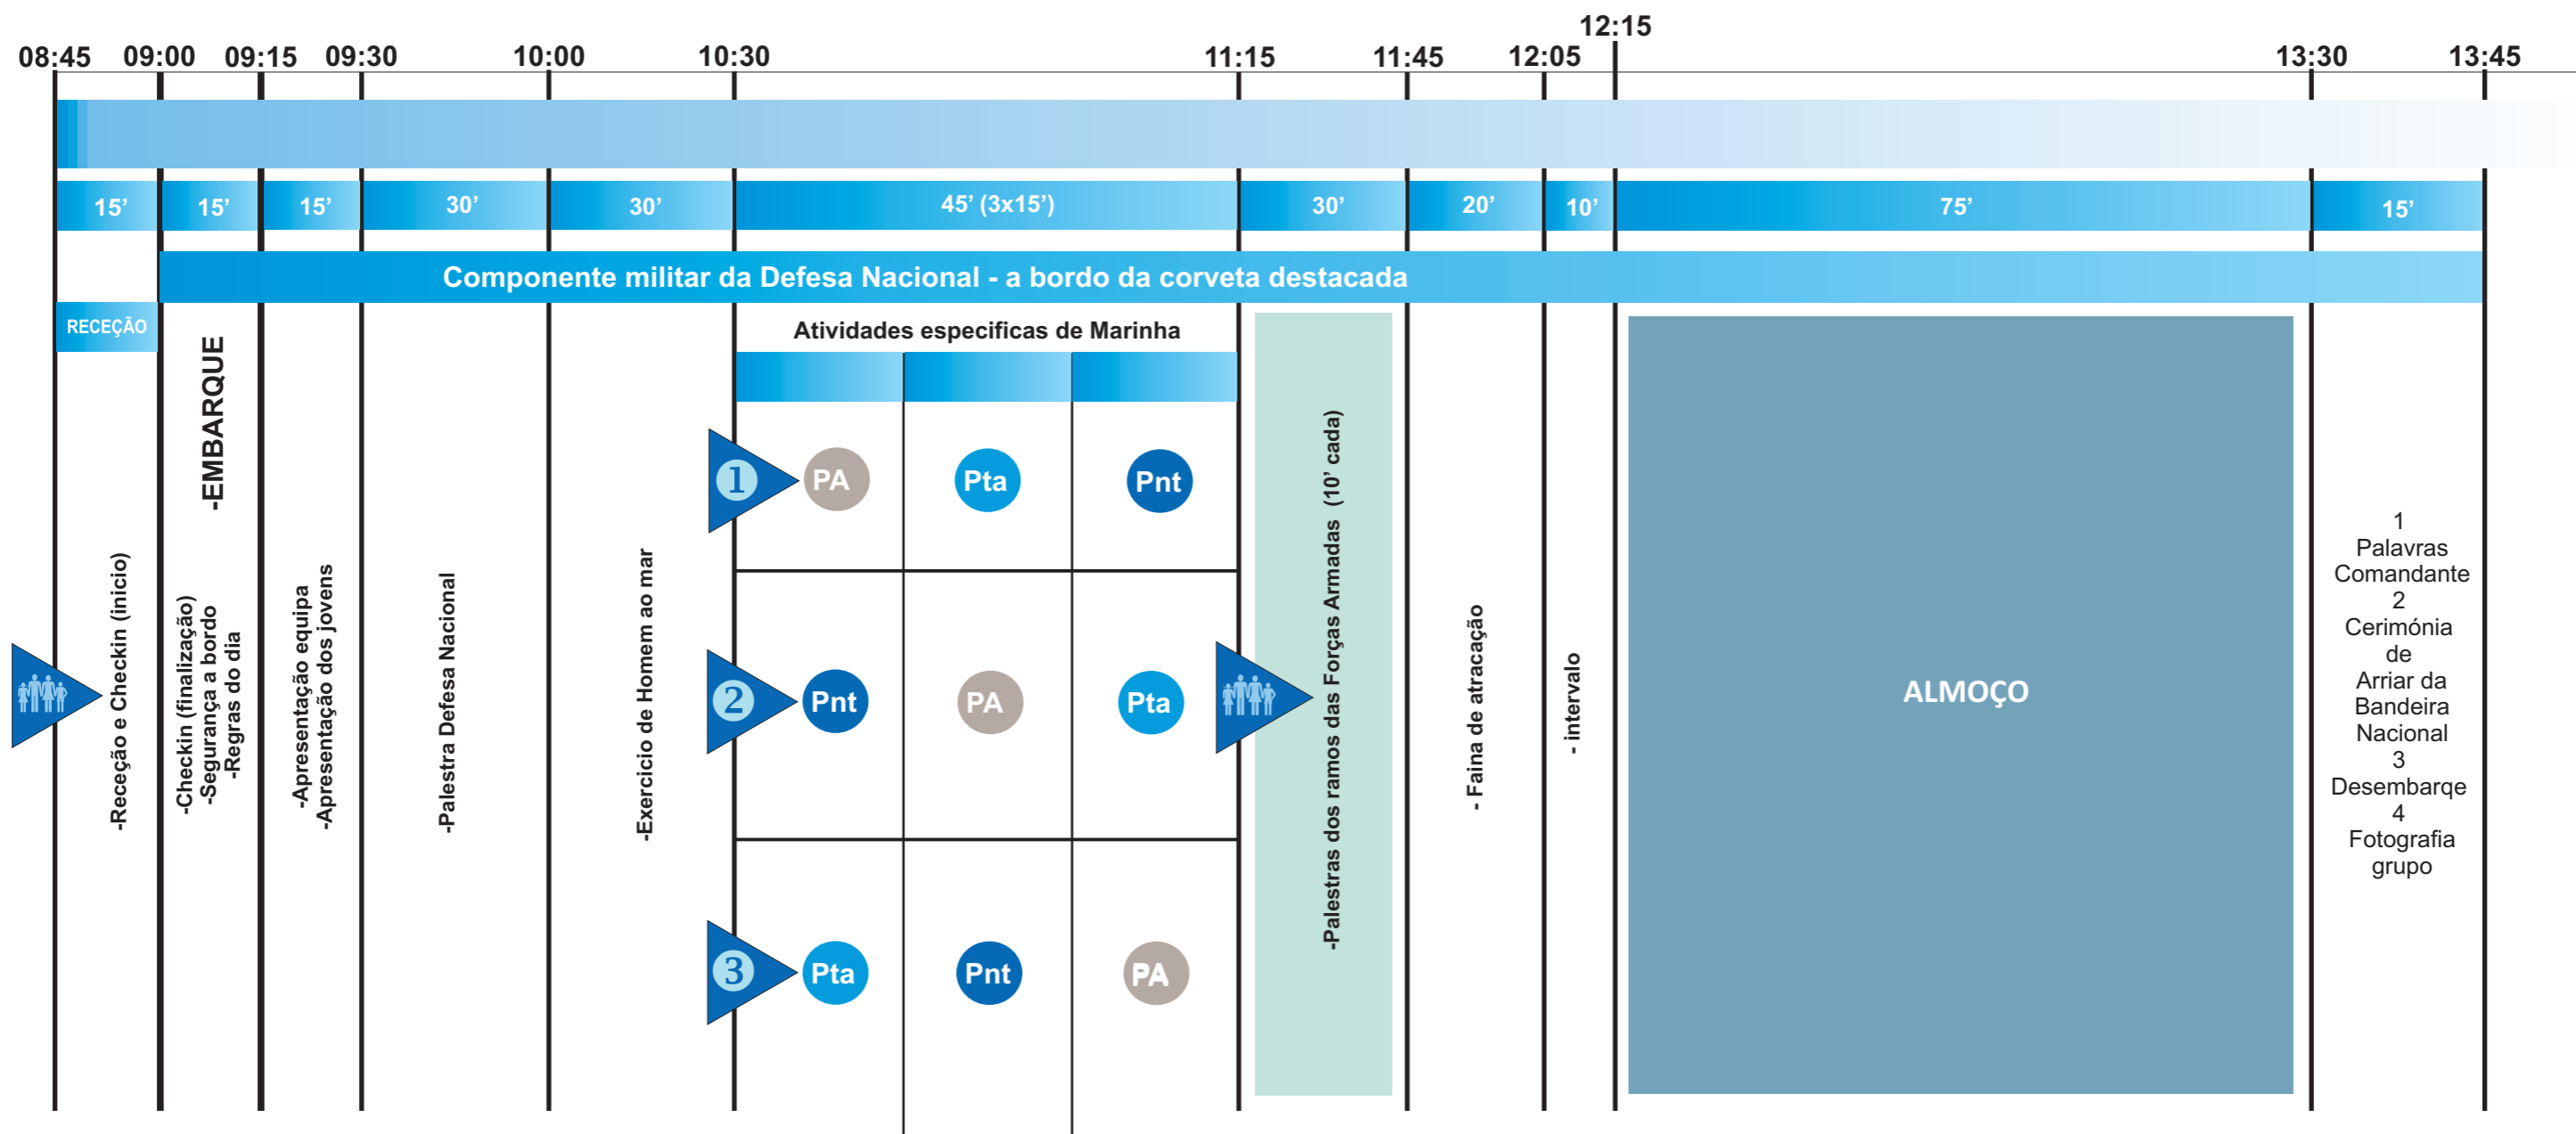 12:15
08:45 09:00 09:15 09:30 10:00 10:30 11:15 11:45 12:05 13:30 13:45
15’ 15’ 15’ 30’ 30’ 45’ (3x15’) 30’ 20’ 10’ 75’ 15’
Componente militar da Defesa Nacional - a bordo da corveta destacada
RECEÇÃO
-Receção e Checkin (inicio)
-EMBARQUE
-Checkin (finalização)
-Segurança a bordo
-Regras do dia
-Apresentação equipa
-Apresentação dos jovens
-Palestra Defesa Nacional
-Exercicio de Homem ao mar
Atividades especificas de Marinha
1 PA Pta Pnt
2 Pnt PA Pta
3 Pta Pnt PA
-Palestras dos ramos das Forças Armadas (10’ cada)
- Faina de atracação
- intervalo
ALMOÇO
1
Palavras
Comandante
2
Cerimónia
de
Arriar da
Bandeira
Nacional
3
Desembarqe
4
Fotografia
grupo